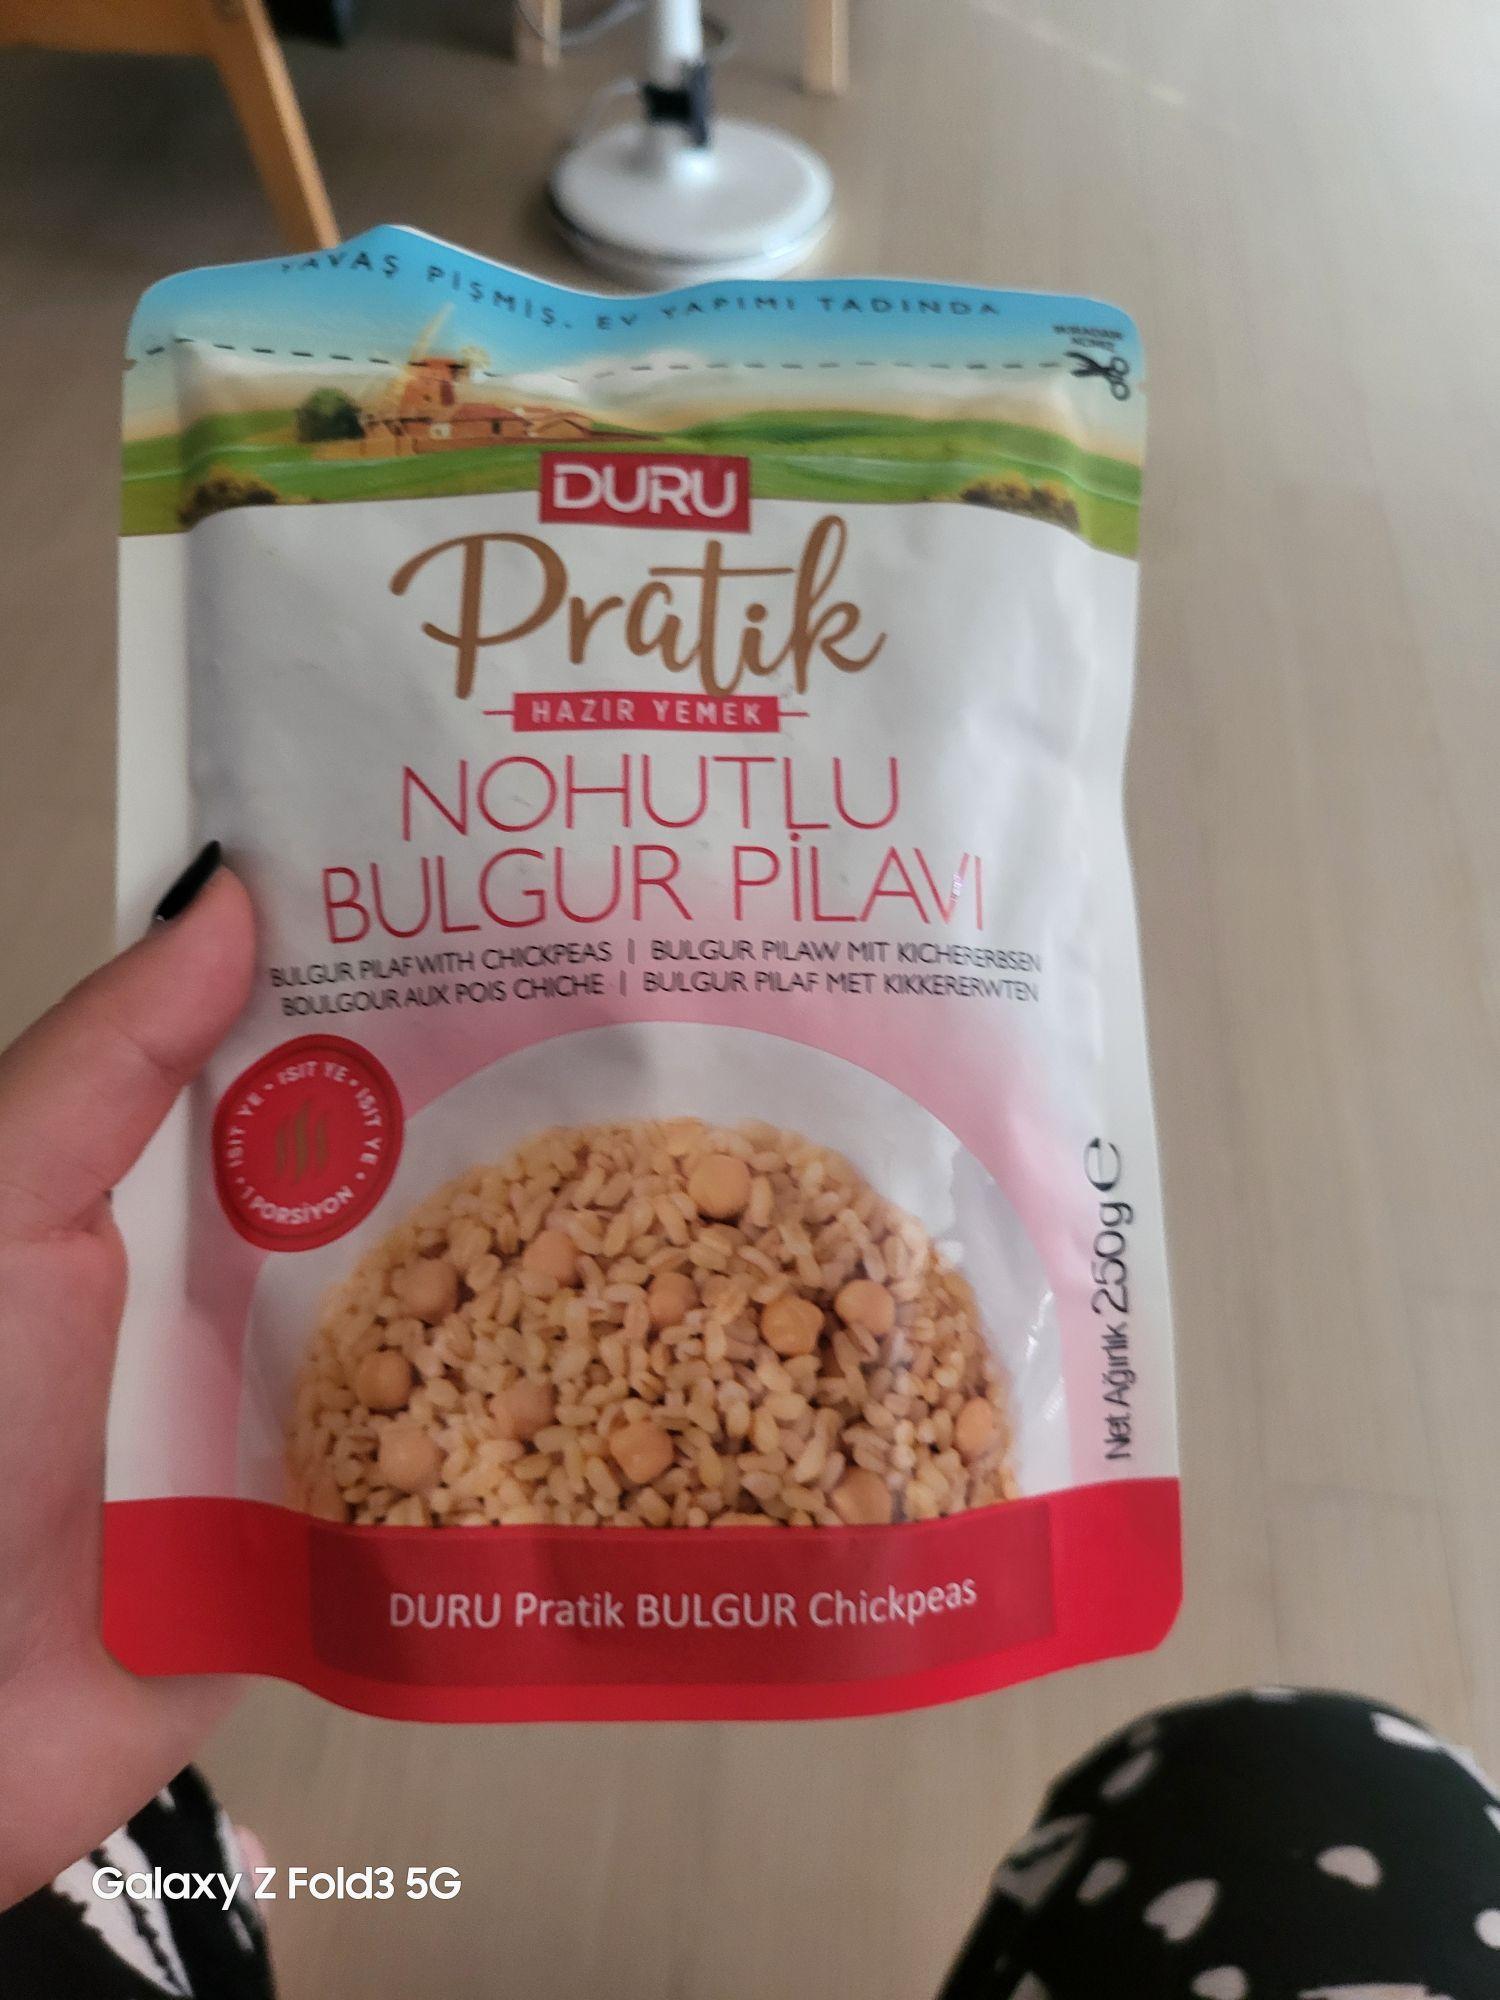 YAVAŞ PİŞMİŞ, EV YAPIMI TADINDA
DURU
Pratik
HAZIR YEMEK
NOHUTLU
BULGUR PİLAVI
BULGUR PILAF WITH CHICKPEAS | BULGUR PILAW MIT KICHERERBSEN
BOULGOUR AUX POIS CHICHE | BULGUR PILAF MET KIKKERERWTEN
ISIT YE • ISIT YE • ISIT YE • 1 PORSİYON •
Net Ağırlık 250g e
DURU Pratik BULGUR Chickpeas
Galaxy Z Fold3 5G